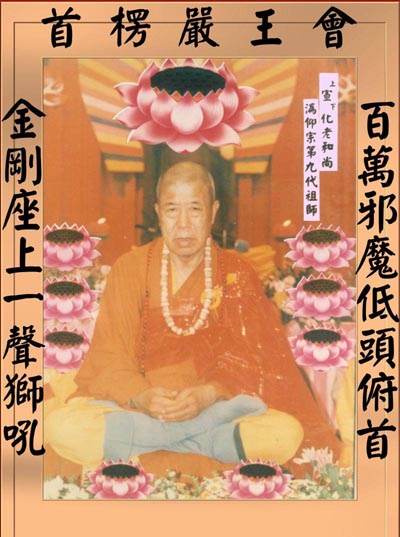 首楞嚴王會
金剛座上一聲獅吼
百萬邪魔低頭俯首
上宣下化老和尚
溈仰宗第九代祖師